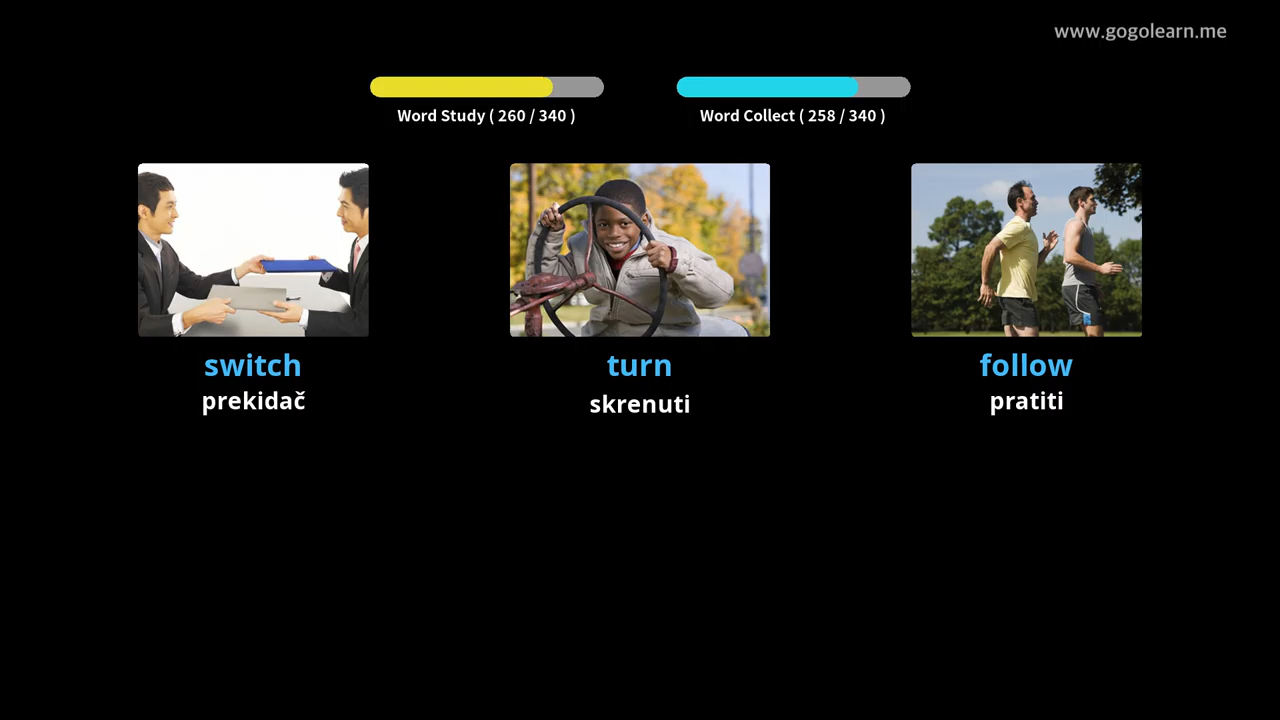 www.gogolearn.me
Word Study ( 260 / 340 )
Word Collect ( 258 / 340 )
switch
prekidač
turn
skrenuti
follow
pratiti